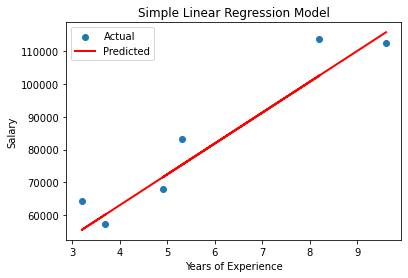 Simple Linear Regression Model
Actual
Predicted
110000
100000
90000
80000
70000
60000
Salary
3 4 5 6 7 8 9
Years of Experience